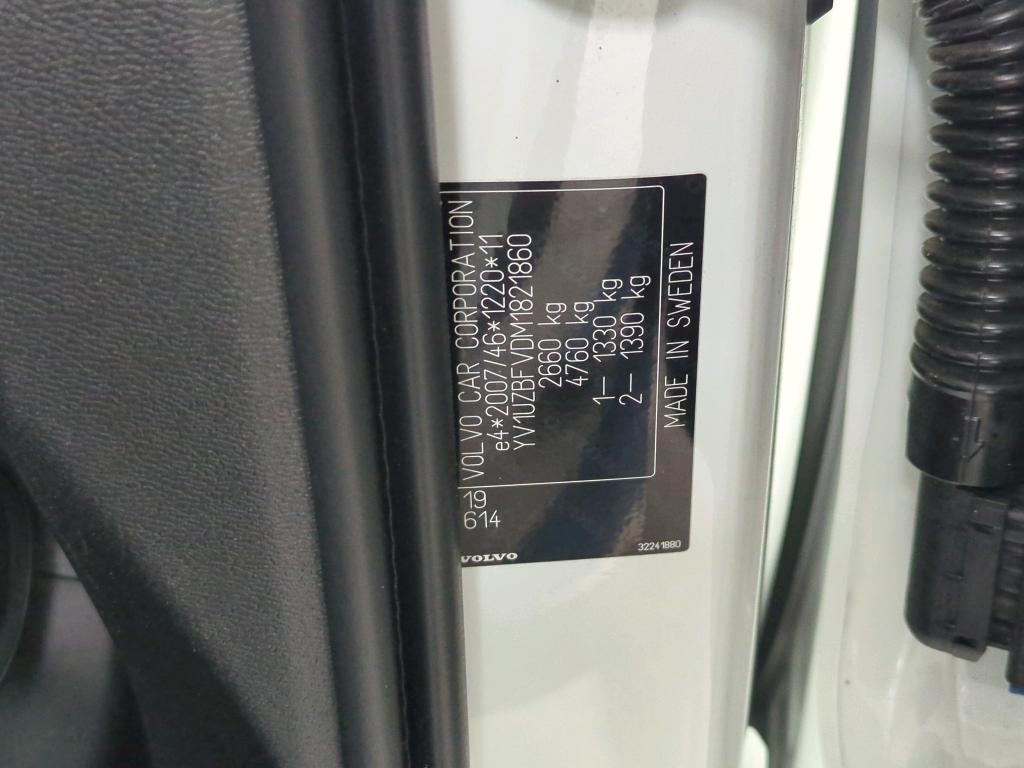 VOLVO CAR CORPORATION
e4*2007/46*1220*11
YV1UZBFVDM1821860
2660 kg
4760 kg
1— 1330 kg
2— 1390 kg
MADE IN SWEDEN
19
614
VOLVO
32241880